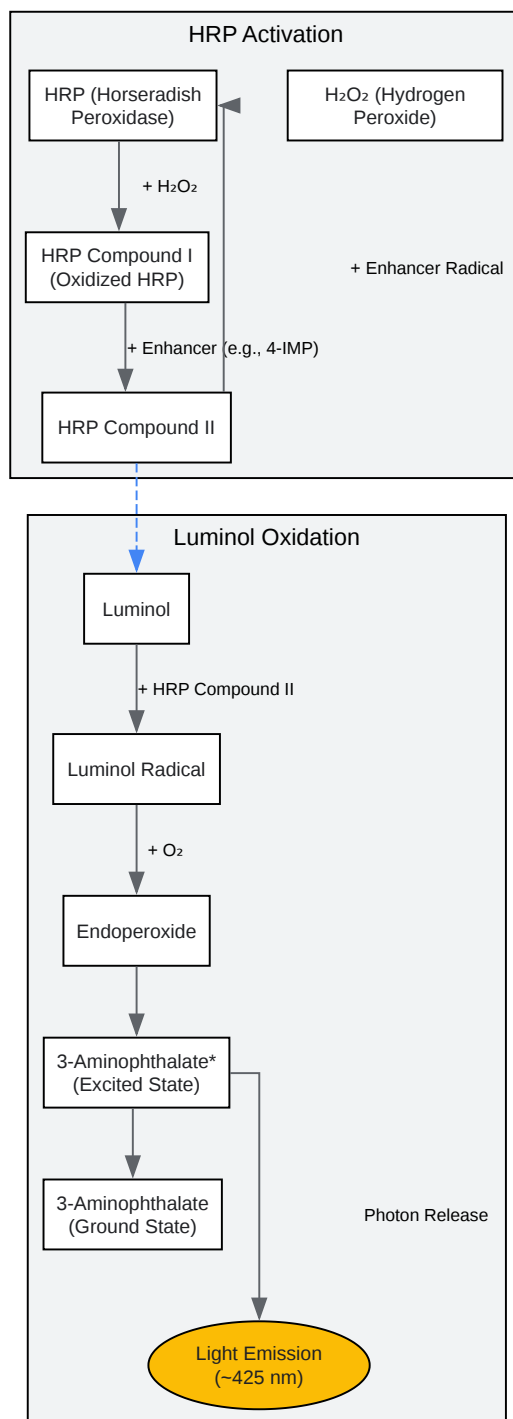 HRP Activation
HRP (Horseradish
Peroxidase)
H₂O₂ (Hydrogen
Peroxide)
+ H₂O₂
HRP Compound I
(Oxidized HRP)
+ Enhancer Radical
+ Enhancer (e.g., 4-IMP)
HRP Compound II
Luminol Oxidation
Luminol
+ HRP Compound II
Luminol Radical
+ O₂
Endoperoxide
3-Aminophthalate*
(Excited State)
3-Aminophthalate
(Ground State)
Photon Release
Light Emission
(~425 nm)